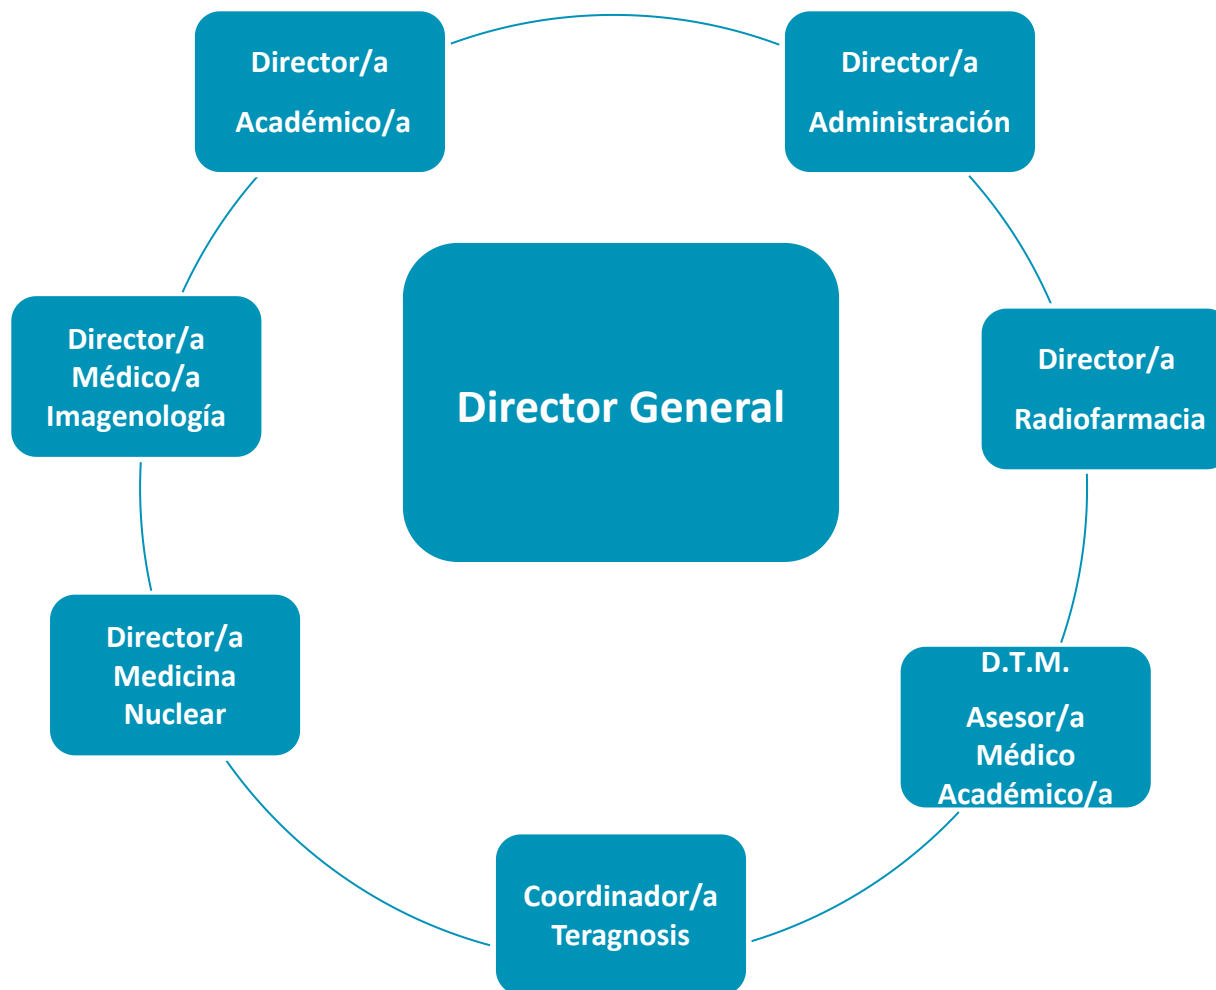 Director/a
Académico/a
Director/a
Administración
Director/a
Médico/a
Imagenología
Director General
Director/a
Radiofarmacia
Director/a
Medicina
Nuclear
D.T.M.
Asesor/a
Médico
Académico/a
Coordinador/a
Teragnosis